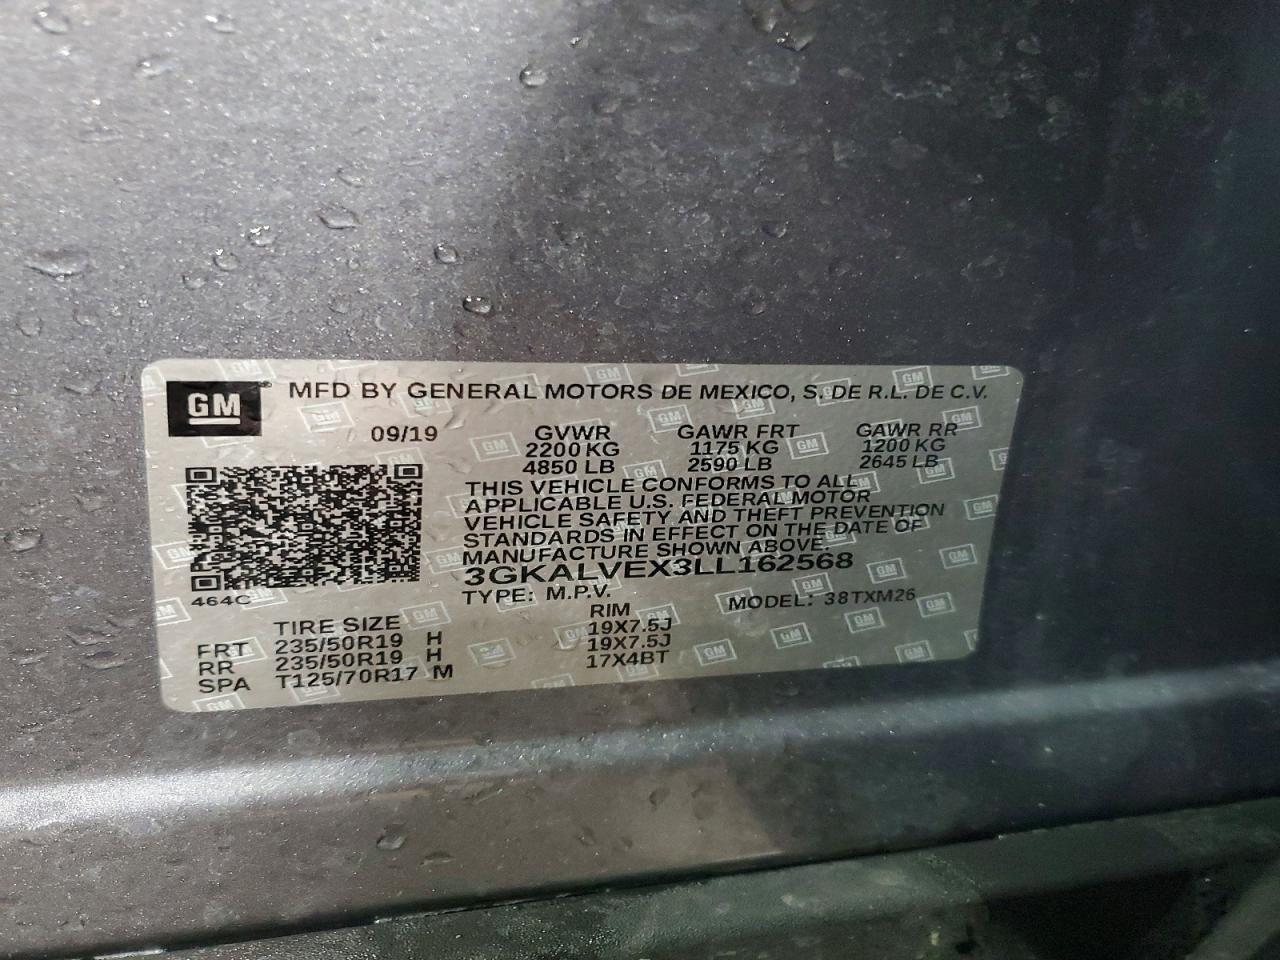 GM MFD BY GENERAL MOTORS DE MEXICO, S. DE R.L. DE C.V.
09/19 GVWR GAWR FRT GAWR RR
2200 KG 1175 KG 1200 KG
4850 LB 2590 LB 2645 LB
THIS VEHICLE CONFORMS TO ALL
APPLICABLE U.S. FEDERAL MOTOR
VEHICLE SAFETY AND THEFT PREVENTION
STANDARDS IN EFFECT ON THE DATE OF
MANUFACTURE SHOWN ABOVE.
3GKALVEX3LL162568
464C TYPE: M.P.V. MODEL: 38TXM26
TIRE SIZE RIM
FRT 235/50R19 H 19X7.5J
RR 235/50R19 H 19X7.5J
SPA T125/70R17 M 17X4BT